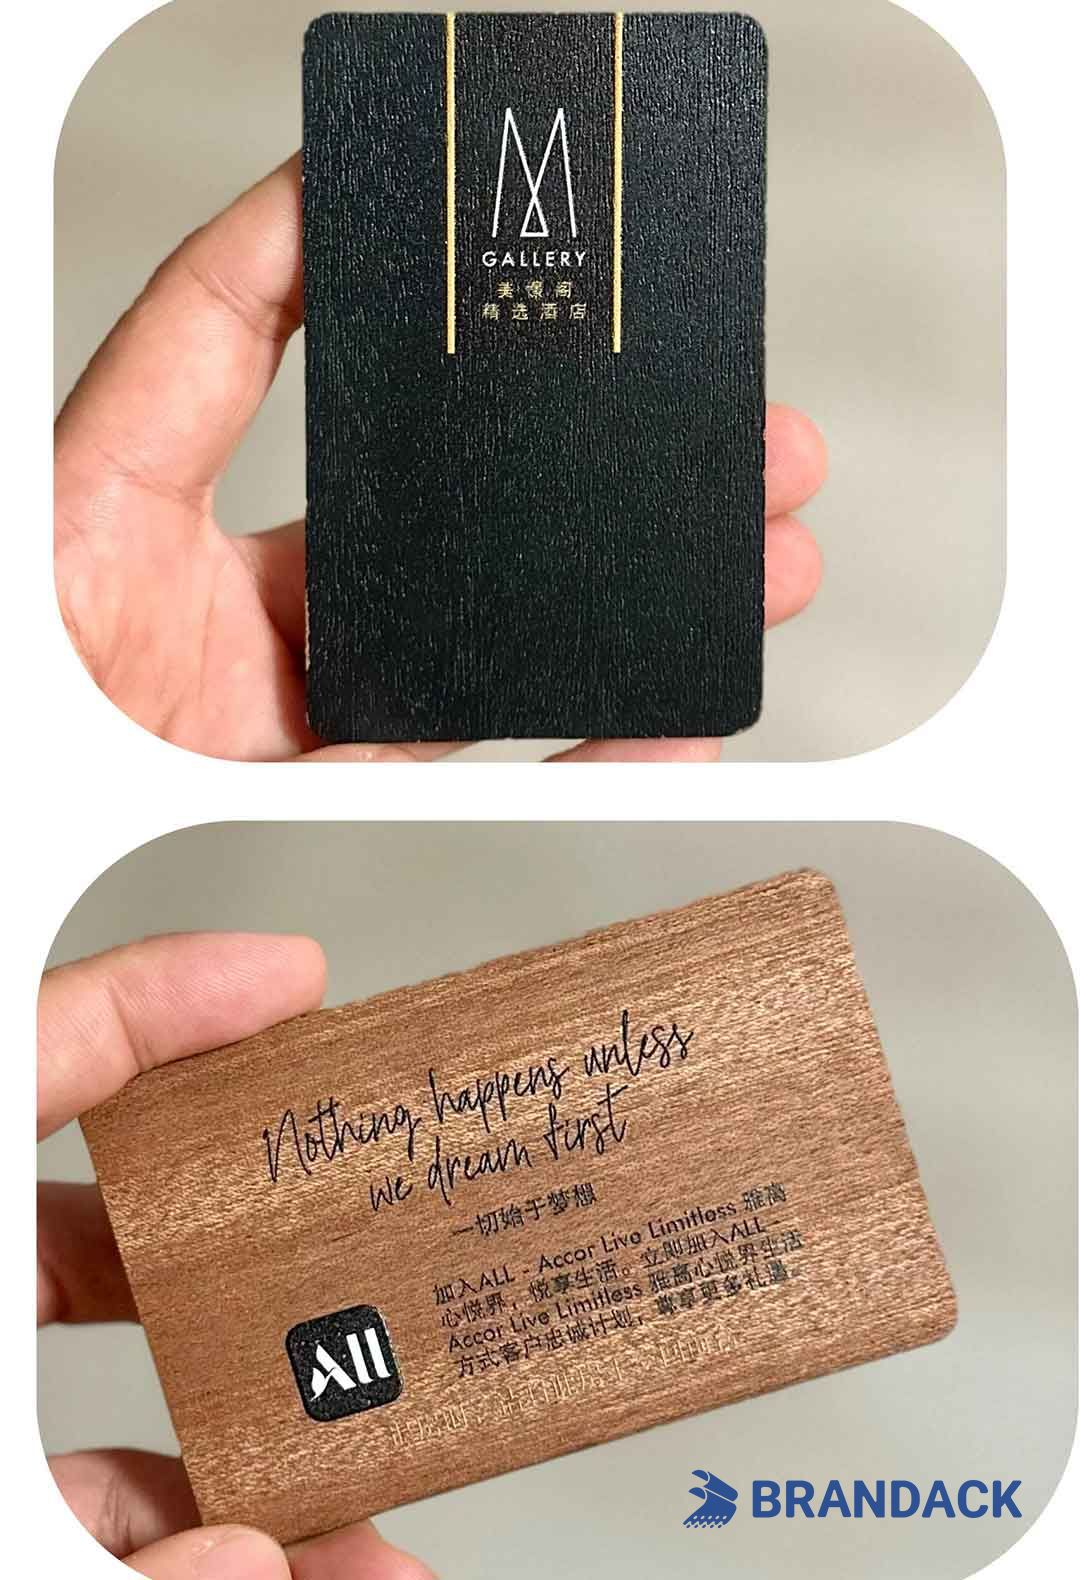 M
GALLERY
美憬阁
精选酒店
Nothing happens unless
we dream first
一切始于梦想
加入ALL - Accor Live Limitless 雅高
心悦界，悦享生活。立即加入ALL -
Accor Live Limitless 雅高心悦界生活
方式客户忠诚计划，尊享更多礼遇。
All
BRANDACK